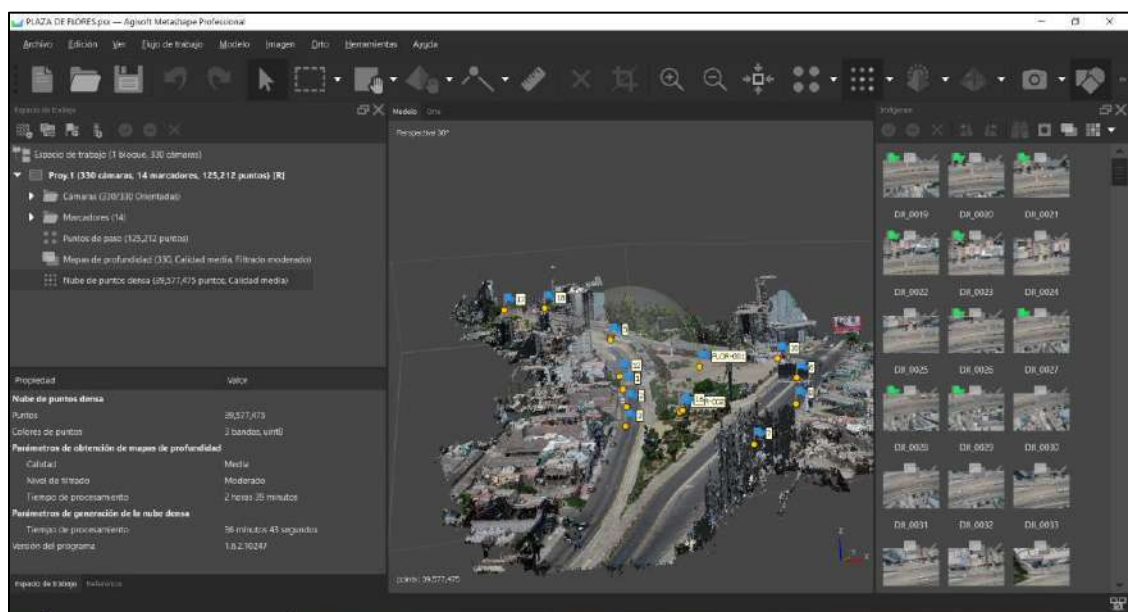 PLAZA DE FLORES.psx — Agisoft Metashape Professional
Archivo Edición Ver Flujo de trabajo Modelo Imagen Orto Herramientas Ayuda
Espacio de trabajo
Modelo Orto
Imágenes
Perspective 30°
Espacio de trabajo (1 bloque, 330 cámaras)
Proy.1 (330 cámaras, 14 marcadores, 125,212 puntos) [R]
Cámaras (330/330 Orientadas)
Marcadores (14)
Puntos de paso (125,212 puntos)
Mapas de profundidad (330, Calidad media, Filtrado moderado)
Nube de puntos densa (39,577,475 puntos, Calidad media)
Propiedad Valor
Nube de puntos densa
Puntos 39,577,475
Colores de puntos 3 bandas, uint8
Parámetros de obtención de mapas de profundidad
Calidad Media
Nivel de filtrado Moderado
Tiempo de procesamiento 2 horas 39 minutos
Parámetros de generación de la nube densa
Tiempo de procesamiento 36 minutos 43 segundos
Versión del programa 1.6.2.10247
Espacio de trabajo Referencia
points: 39,577,475
DJI_0019 DJI_0020 DJI_0021
DJI_0022 DJI_0023 DJI_0024
DJI_0025 DJI_0026 DJI_0027
DJI_0028 DJI_0029 DJI_0030
DJI_0031 DJI_0032 DJI_0033